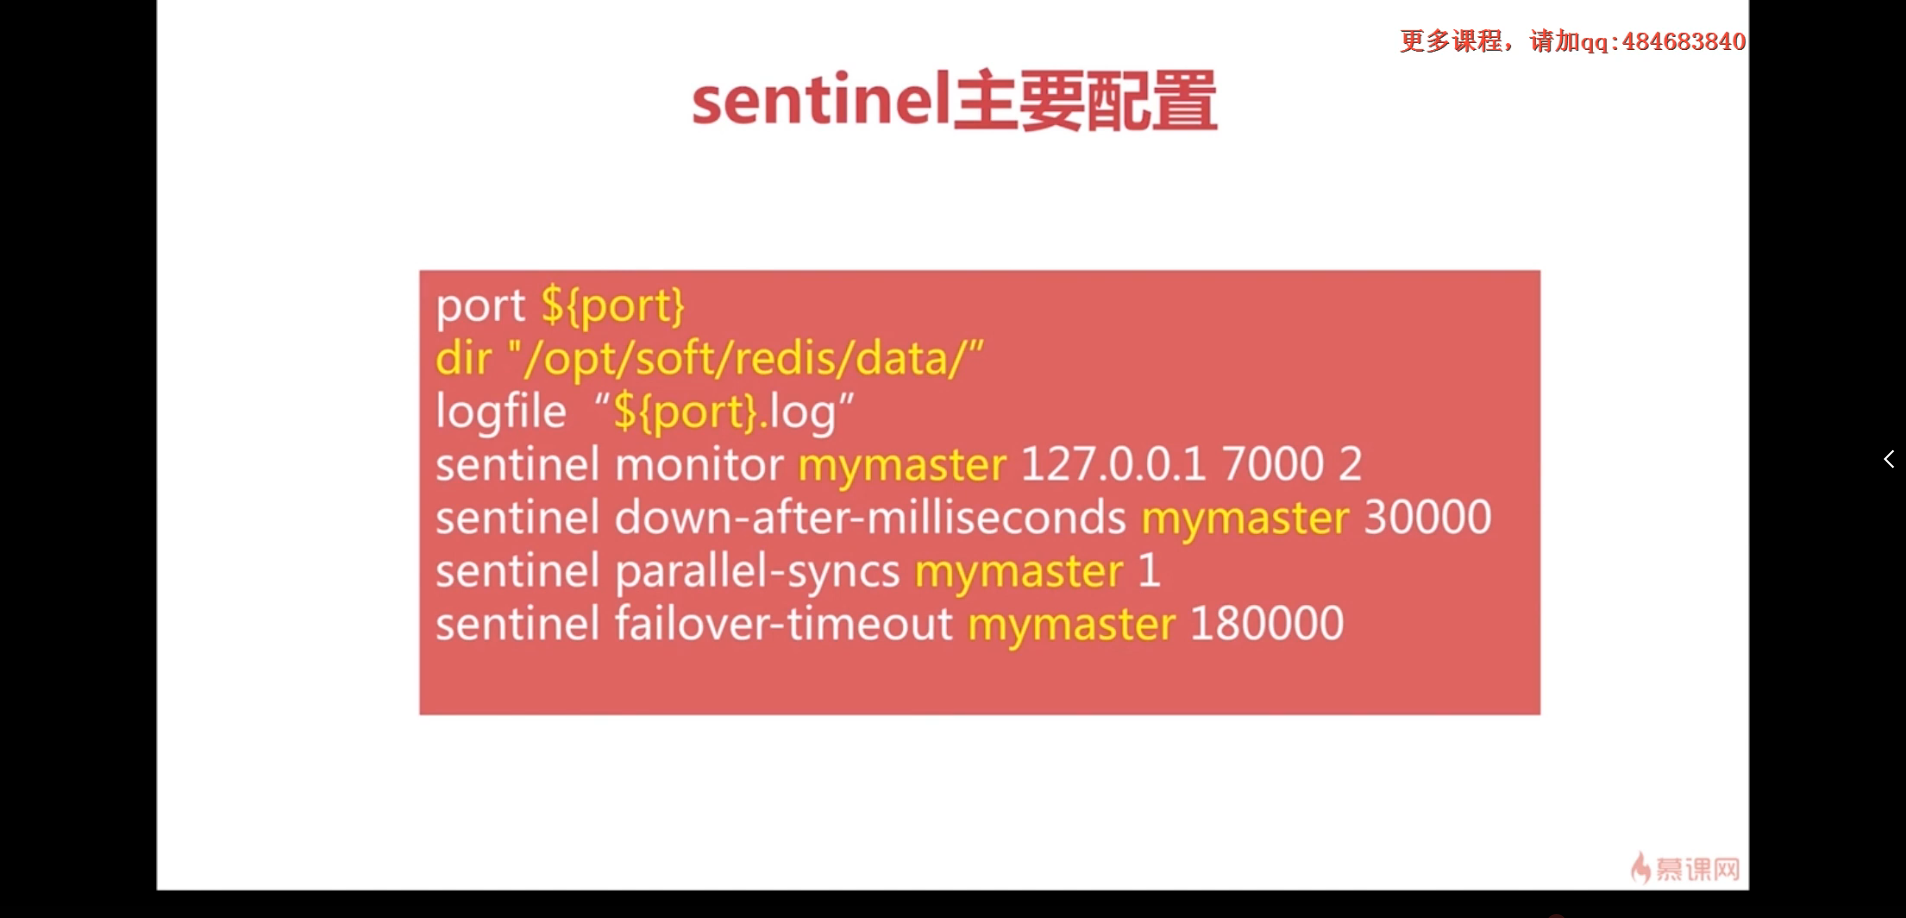 更多课程，请加qq:484683840
sentinel主要配置
port ${port}
dir "/opt/soft/redis/data/”
logfile “${port}.log”
sentinel monitor mymaster 127.0.0.1 7000 2
sentinel down-after-milliseconds mymaster 30000
sentinel parallel-syncs mymaster 1
sentinel failover-timeout mymaster 180000
慕课网